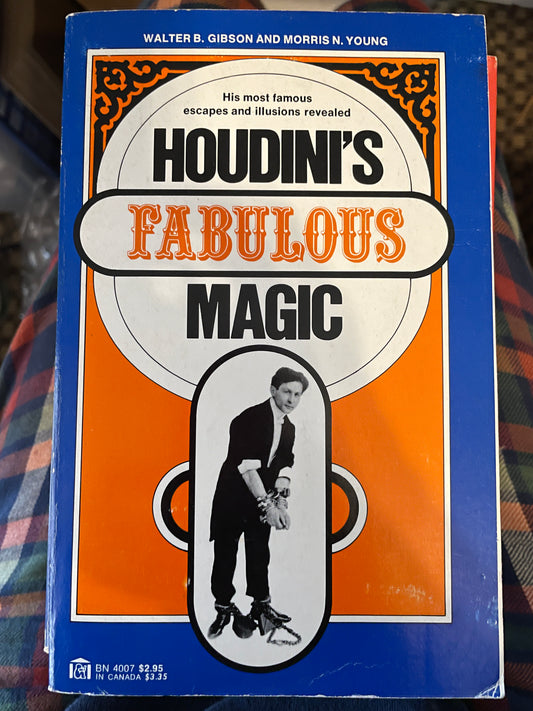 WALTER B. GIBSON AND MORRIS N. YOUNG
His most famous
escapes and illusions revealed
HOUDINI'S
FABULOUS
MAGIC
BN 4007 $2.95
IN CANADA $3.35